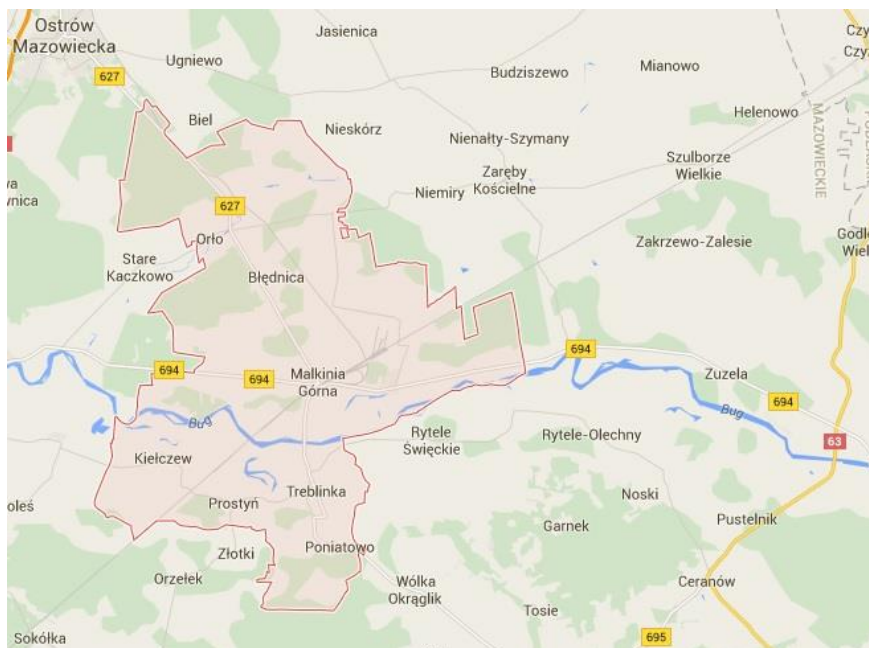 Ostrów
Mazowiecka
Jasienica
Czy
Czy
Ugniewo
627
Budziszewo
Mianowo
Biel
Nieskórz
Helenowo
MAZOWIECKIE
Nienałty-Szymany
Zaręby
Kościelne
Szulborze
Wielkie
Niemiry
wa
wnica
627
Orło
Stare
Kaczkowo
Błędnica
Zakrzewo-Zalesie
Godle
Wiel
694
694
694
Małkinia
Górna
Zuzela
694
Bug
Bug
63
Rytele
Święckie
Rytele-Olechny
Kiełczew
Treblinka
Prostyń
Noski
oleś
Garnek
Pustelnik
Złotki
Poniatowo
Orzełek
Wólka
Okrąglik
Ceranów
Tosie
695
Sokółka